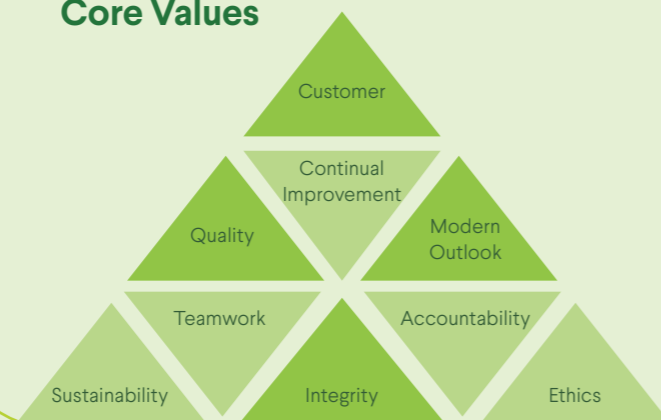 Core Values
Customer
Continual
Improvement
Quality
Modern
Outlook
Teamwork
Accountability
Sustainability
Integrity
Ethics